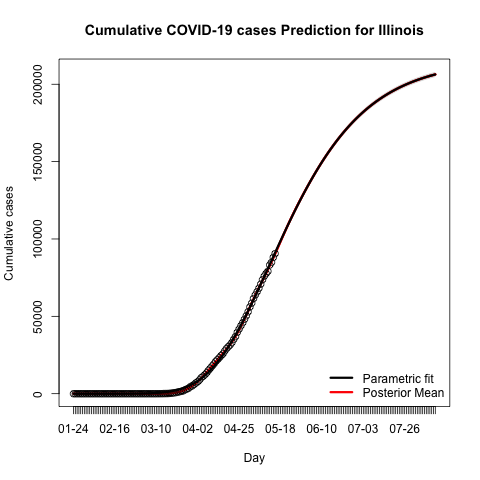 Cumulative COVID-19 cases Prediction for Illinois
Cumulative cases
200000
150000
100000
50000
0
Parametric fit
Posterior Mean
01-24 02-16 03-10 04-02 04-25 05-18 06-10 07-03 07-26
Day